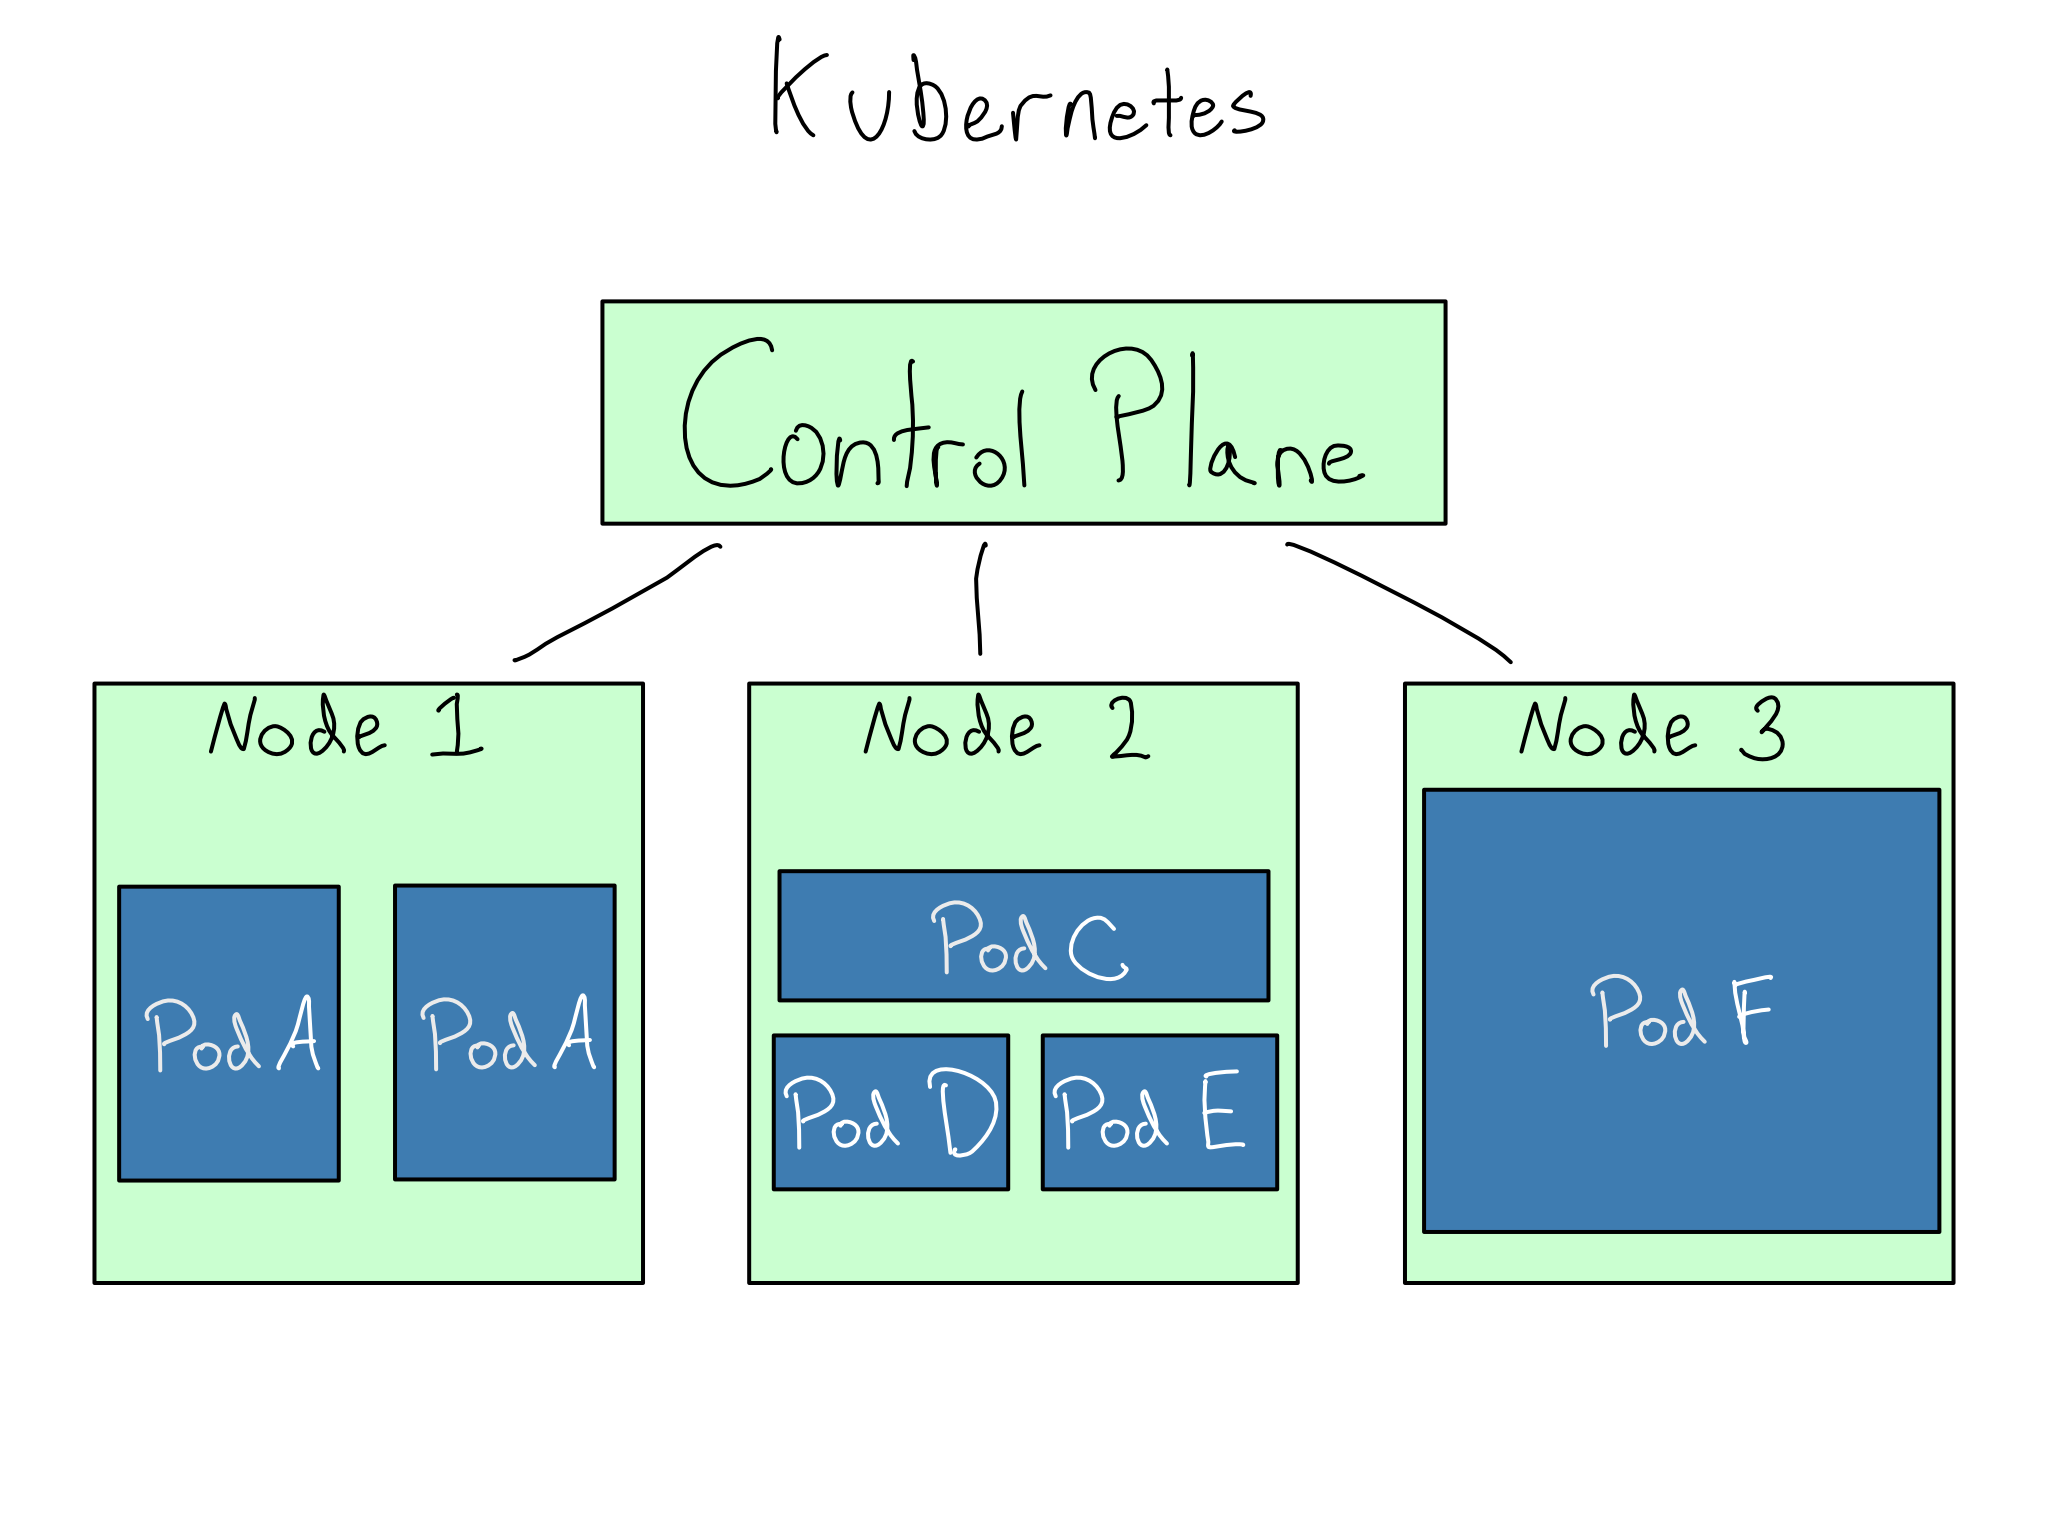 Kubernetes
Control Plane
Node 1
Pod A
Pod A
Node 2
Pod C
Pod D
Pod E
Node 3
Pod F